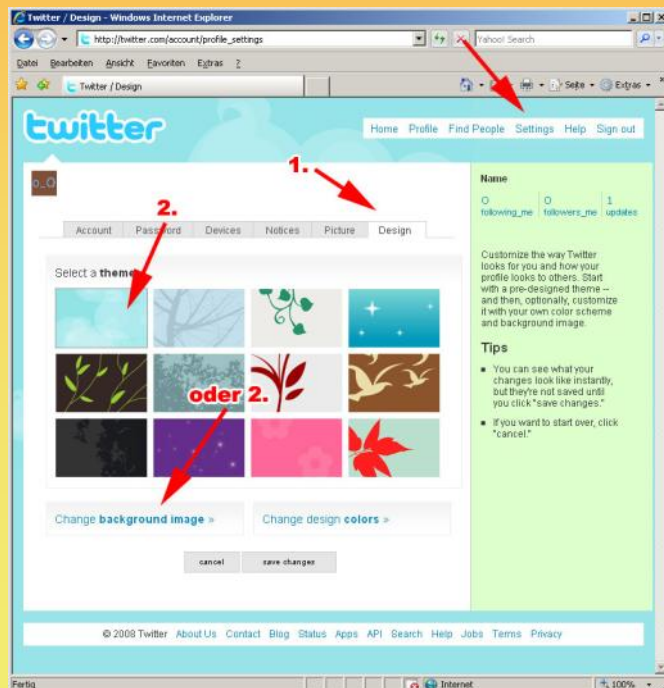 Twitter / Design - Windows Internet Explorer
http://twitter.com/account/profile_settings
Yahoo! Search
Datei Bearbeiten Ansicht Favoriten Extras ?
Twitter / Design
Seite Extras
twitter
Home Profile Find People Settings Help Sign out
1.
o_O
2.
Account Password Devices Notices Picture Design
Select a theme
oder 2.
Change background image »
Change design colors »
cancel
save changes
Name
0
following_me
0
followers_me
1
updates
Customize the way Twitter
looks for you and how your
profile looks to others. Start
with a pre-designed theme --
and then, optionally, customize
it with your own color scheme
and background image.
Tips
You can see what your
changes look like instantly,
but they're not saved until
you click "save changes."
If you want to start over, click
"cancel."
© 2008 Twitter About Us Contact Blog Status Apps API Search Help Jobs Terms Privacy
Fertig
Internet
100%